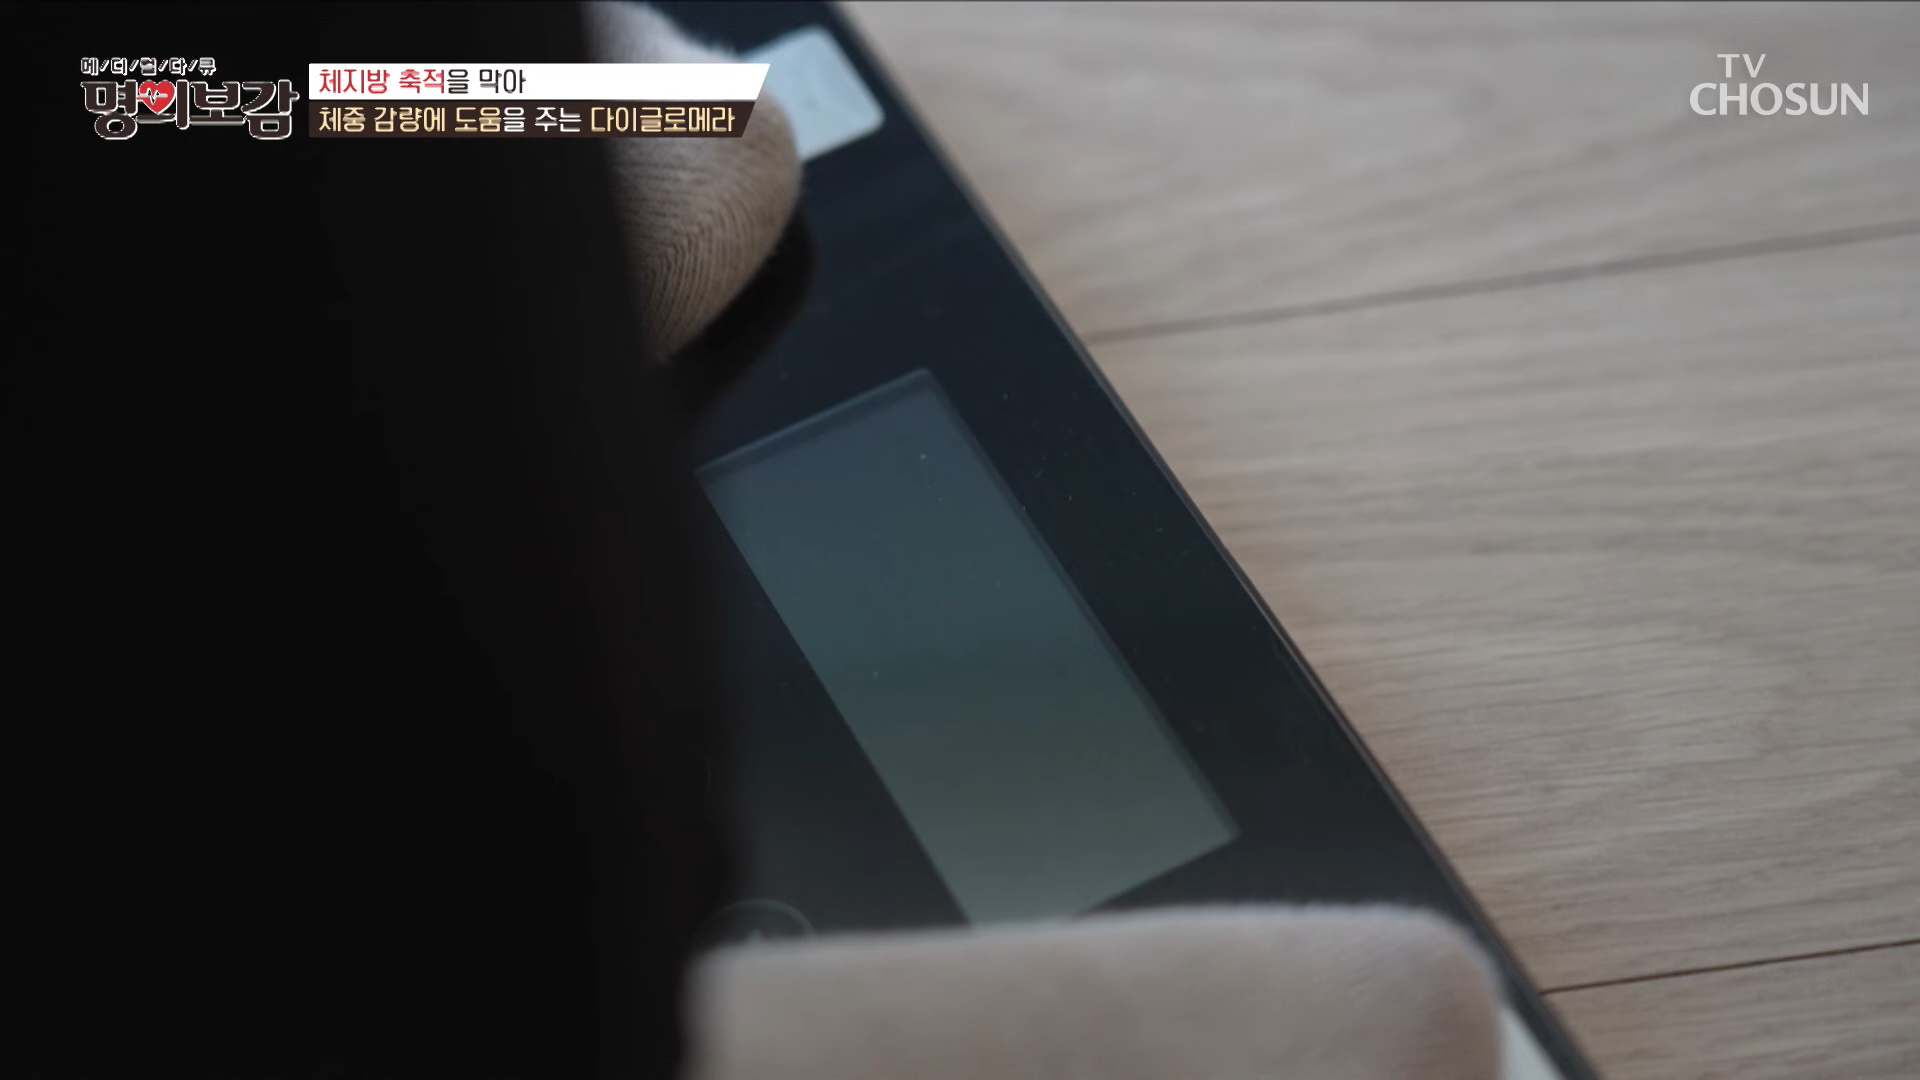 메/디/컬/다/큐
명의보감
체지방 축적을 막아
체중 감량에 도움을 주는 다이글로메라
TV
CHOSUN